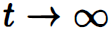 t → ∞